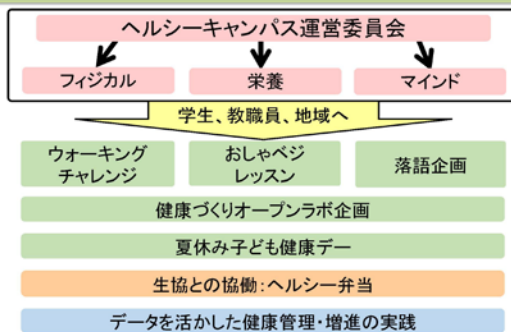 ヘルシーキャンパス運営委員会
フィジカル
栄養
マインド
学生、教職員、地域へ
ウォーキング
チャレンジ
おしゃベジ
レッスン
落語企画
健康づくりオープンラボ企画
夏休み子ども健康デー
生協との協働:ヘルシー弁当
データを活かした健康管理・増進の実践